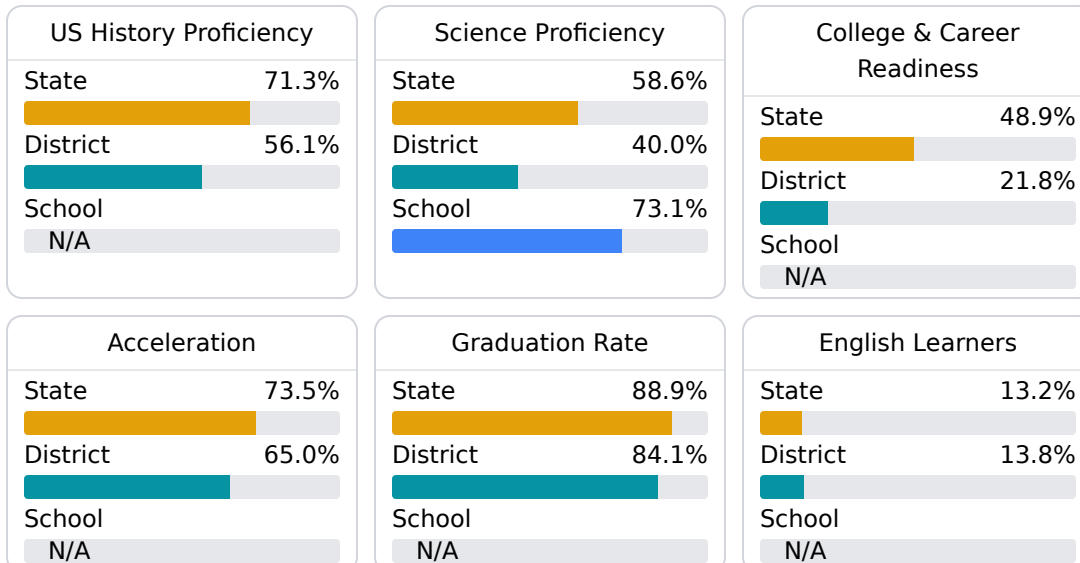 US History Proficiency
State 71.3%
District 56.1%
School
N/A
Science Proficiency
State 58.6%
District 40.0%
School 73.1%
College & Career
Readiness
State 48.9%
District 21.8%
School
N/A
Acceleration
State 73.5%
District 65.0%
School
N/A
Graduation Rate
State 88.9%
District 84.1%
School
N/A
English Learners
State 13.2%
District 13.8%
School
N/A